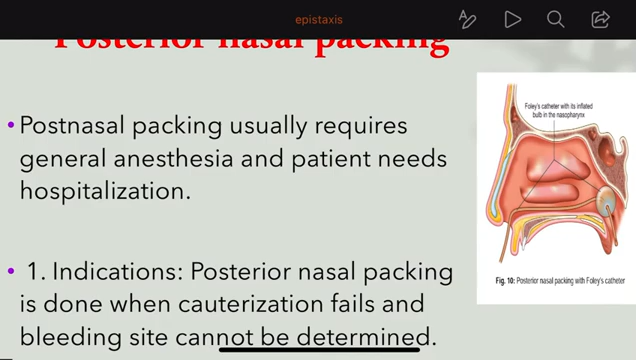 epistaxis
Posterior nasal packing
•Postnasal packing usually requires
general anesthesia and patient needs
hospitalization.
• 1. Indications: Posterior nasal packing
is done when cauterization fails and
bleeding site cannot be determined.
Foley's catheter with its inflated
bulb in the nasopharynx
Fig. 10: Posterior nasal packing with Foley's catheter